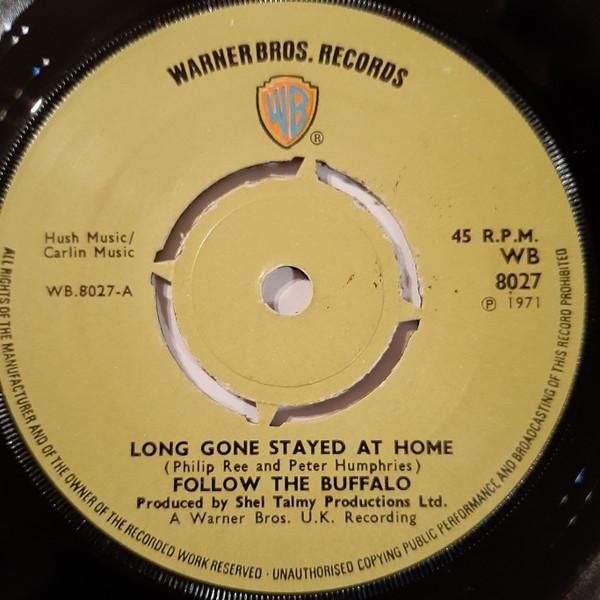 WARNER BROS. RECORDS
WB
®
Hush Music/
Carlin Music
WB.8027-A
45 R.P.M.
WB
8027
℗ 1971
LONG GONE STAYED AT HOME
(Philip Ree and Peter Humphries)
FOLLOW THE BUFFALO
Produced by Shel Talmy Productions Ltd.
A Warner Bros. U.K. Recording
ALL RIGHTS OF THE MANUFACTURER AND OF THE OWNER OF THE RECORDED WORK RESERVED · UNAUTHORISED COPYING PUBLIC PERFORMANCE AND BROADCASTING OF THIS RECORD PROHIBITED